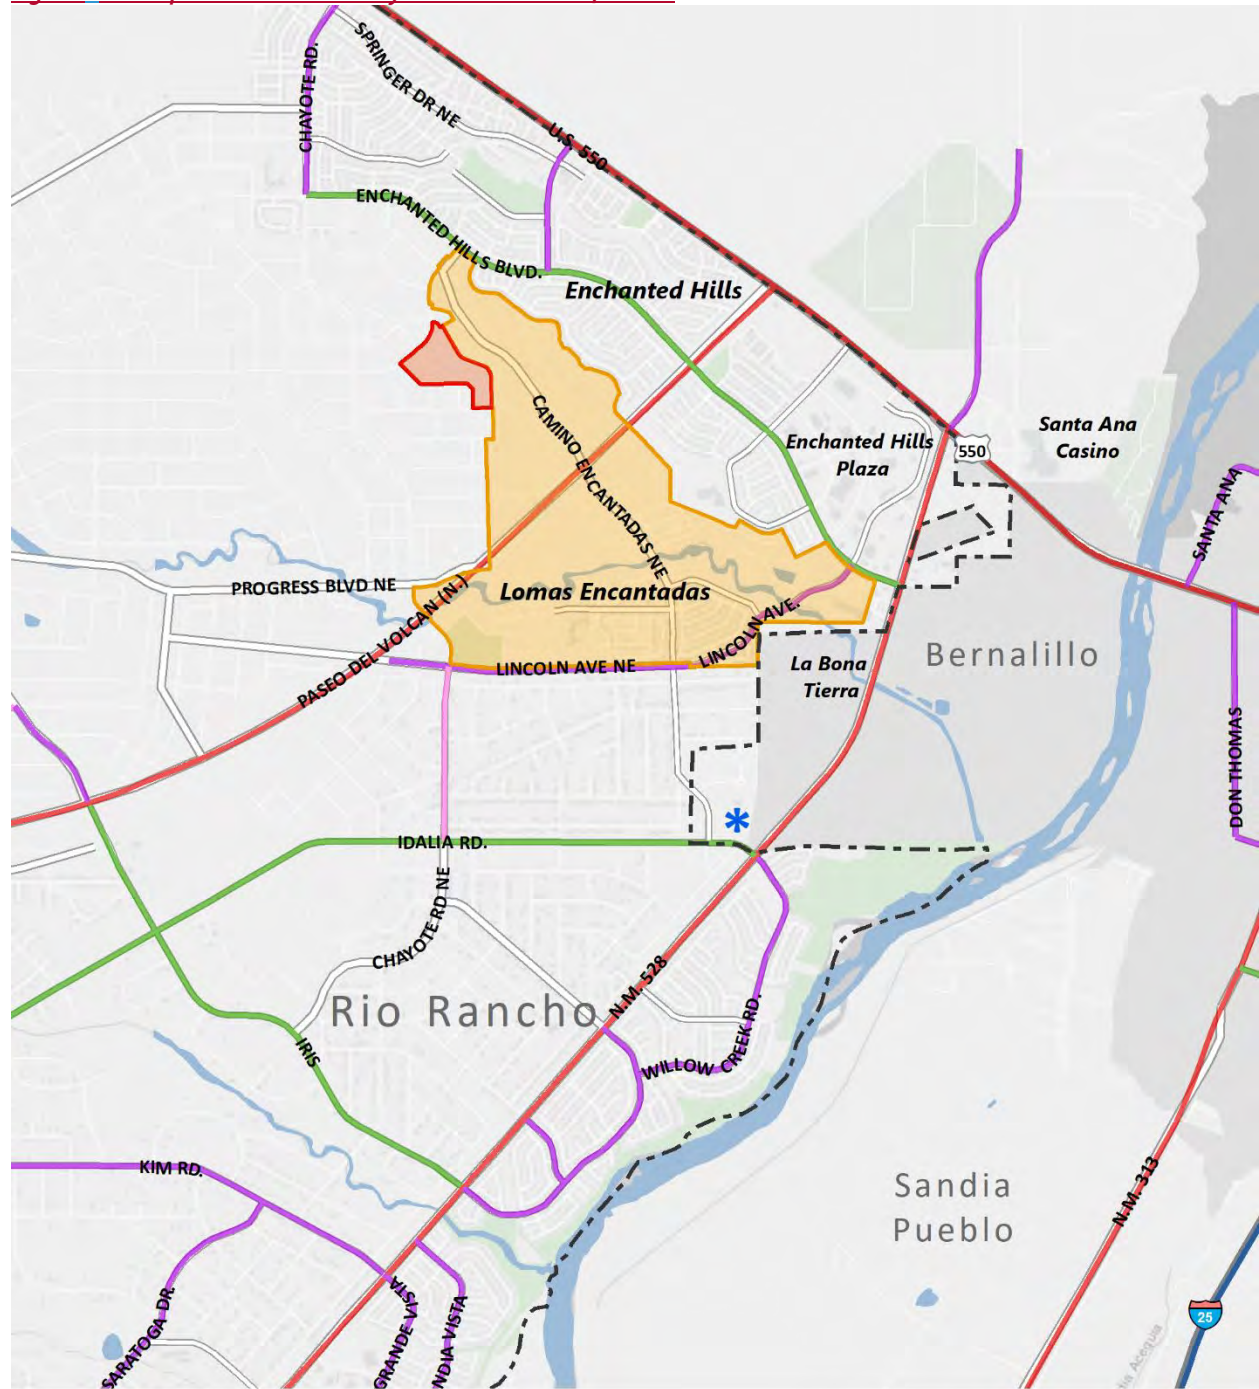 CHAYOTE RD.
SPRINGER DR NE
U.S. 550
ENCHANTED HILLS BLVD.
Enchanted Hills
CAMINO ENCANTADAS NE
Enchanted Hills
Plaza
550
Santa Ana
Casino
SANTA ANA
PROGRESS BLVD NE
Lomas Encantadas
PASEO DEL VOLCAN (N.)
LINCOLN AVE.
LINCOLN AVE NE
La Bona
Tierra
Bernalillo
DON THOMAS
*
IDALIA RD.
CHAYOTE RD NE
Rio Rancho
N.M. 528
IRIS
WILLOW CREEK RD.
KIM RD.
Sandia
Pueblo
N.M. 313
SARATOGA DR.
GRANDE VISTA
NDIA VISTA
25
Acequia